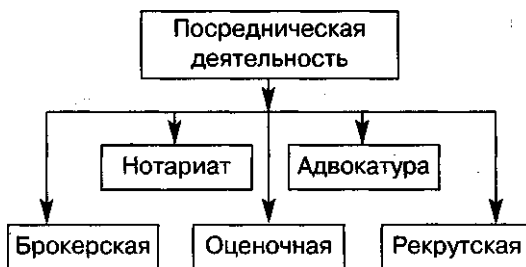 Посредническая
деятельность
Нотариат
Адвокатура
Брокерская
Оценочная
Рекрутская